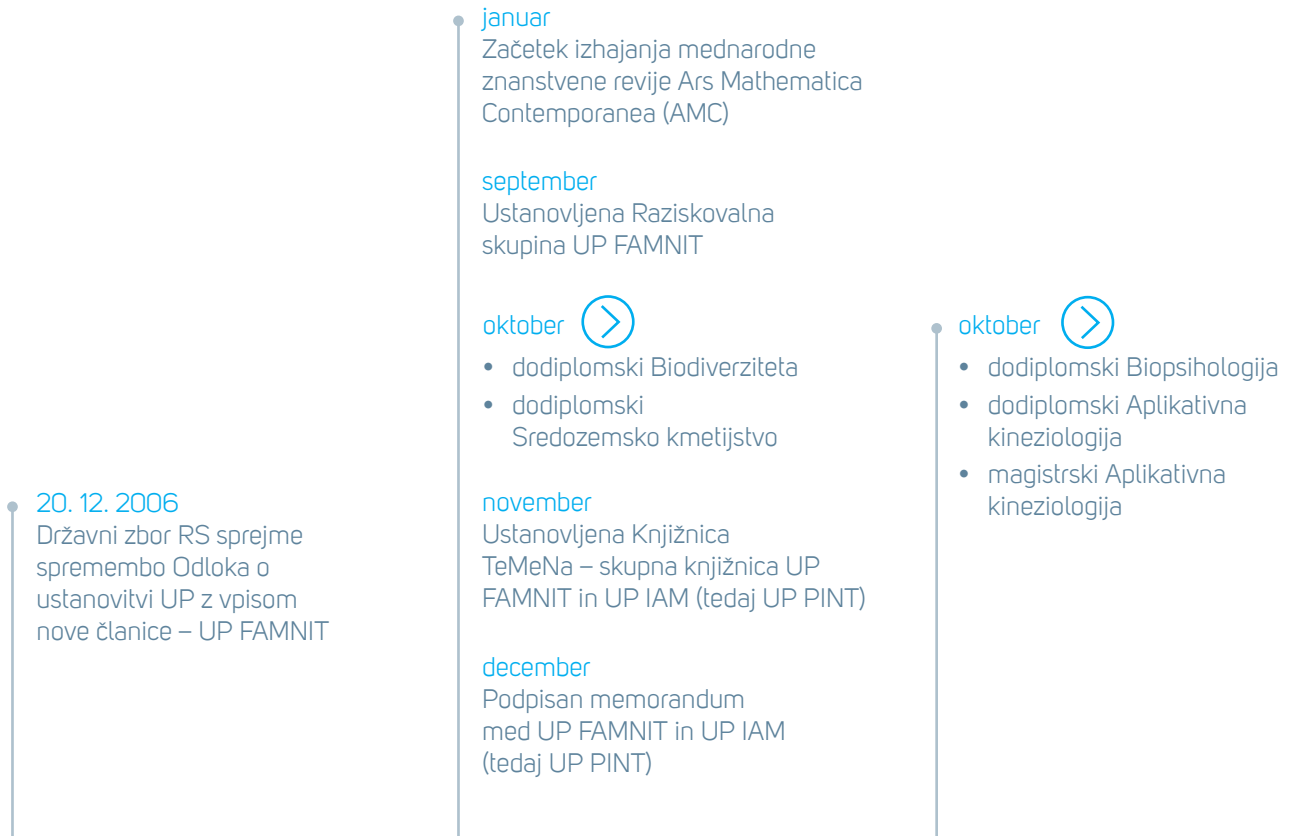 20. 12. 2006
Državni zbor RS sprejme
spremembo Odloka o
ustanovitvi UP z vpisom
nove članice – UP FAMNIT
januar
Začetek izhajanja mednarodne
znanstvene revije Ars Mathematica
Contemporanea (AMC)
september
Ustanovljena Raziskovalna
skupina UP FAMNIT
oktober
• dodiplomski Biodiverziteta
• dodiplomski
Sredozemsko kmetijstvo
november
Ustanovljena Knjižnica
TeMeNa – skupna knjižnica UP
FAMNIT in UP IAM (tedaj UP PINT)
december
Podpisan memorandum
med UP FAMNIT in UP IAM
(tedaj UP PINT)
oktober
• dodiplomski Biopsihologija
• dodiplomski Aplikativna
kineziologija
• magistrski Aplikativna
kineziologija